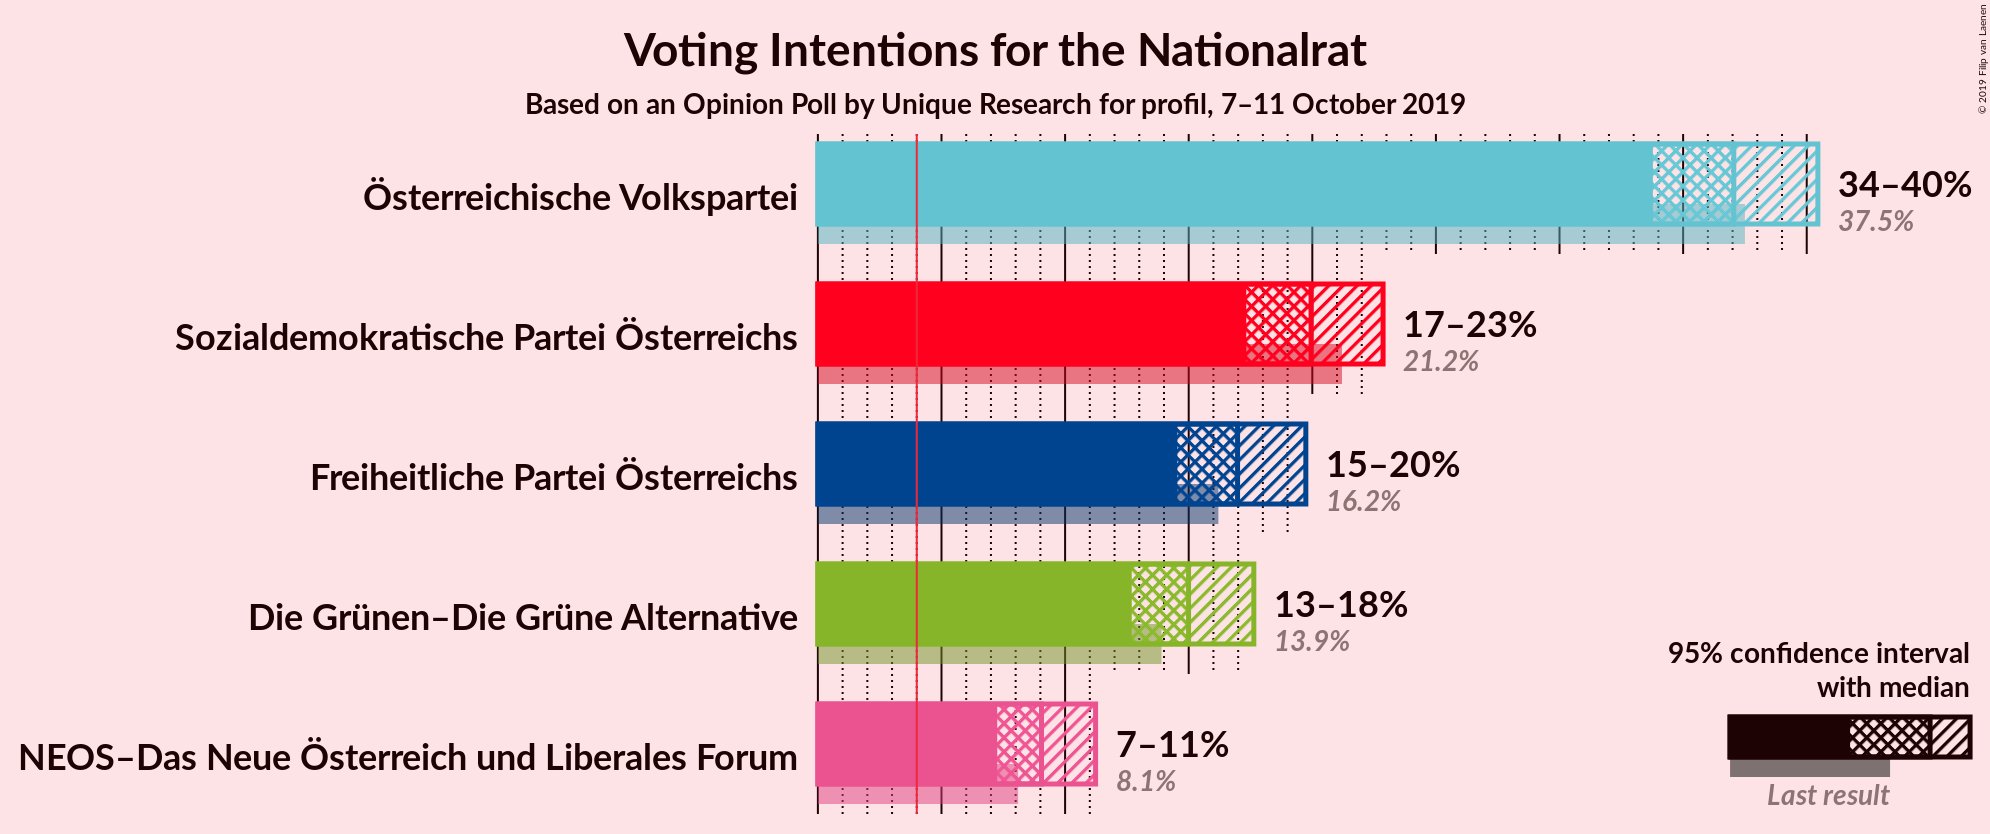 Voting Intentions for the Nationalrat
Based on an Opinion Poll by Unique Research for profil, 7–11 October 2019
© 2019 Filip van Laenen
Österreichische Volkspartei
34–40%
37.5%
Sozialdemokratische Partei Österreichs
17–23%
21.2%
Freiheitliche Partei Österreichs
15–20%
16.2%
Die Grünen–Die Grüne Alternative
13–18%
13.9%
NEOS–Das Neue Österreich und Liberales Forum
7–11%
8.1%
95% confidence interval
with median
Last result